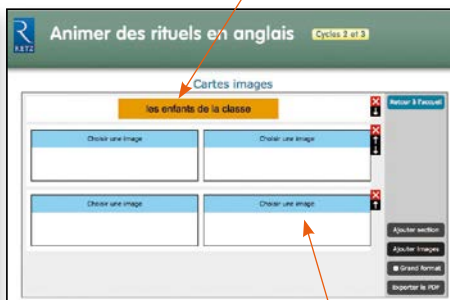 RETZ
Animer des rituels en anglais
Cycles 2 et 3
Cartes images
les enfants de la classe
Retour à l'accueil
Choisir une image
Choisir une image
Choisir une image
Choisir une image
Ajouter section
Ajouter images
Grand format
Exporter le PDF